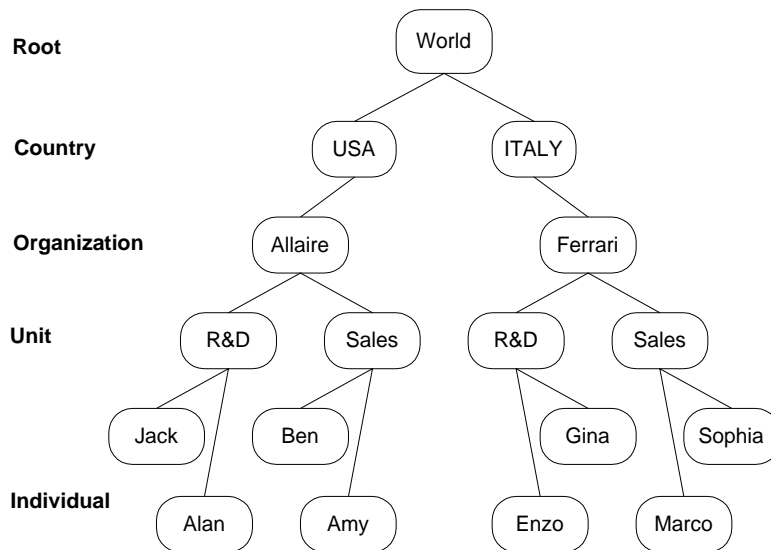 Root
World
Country
USA
ITALY
Organization
Allaire
Ferrari
Unit
R&D
Sales
R&D
Sales
Jack
Ben
Gina
Sophia
Individual
Alan
Amy
Enzo
Marco